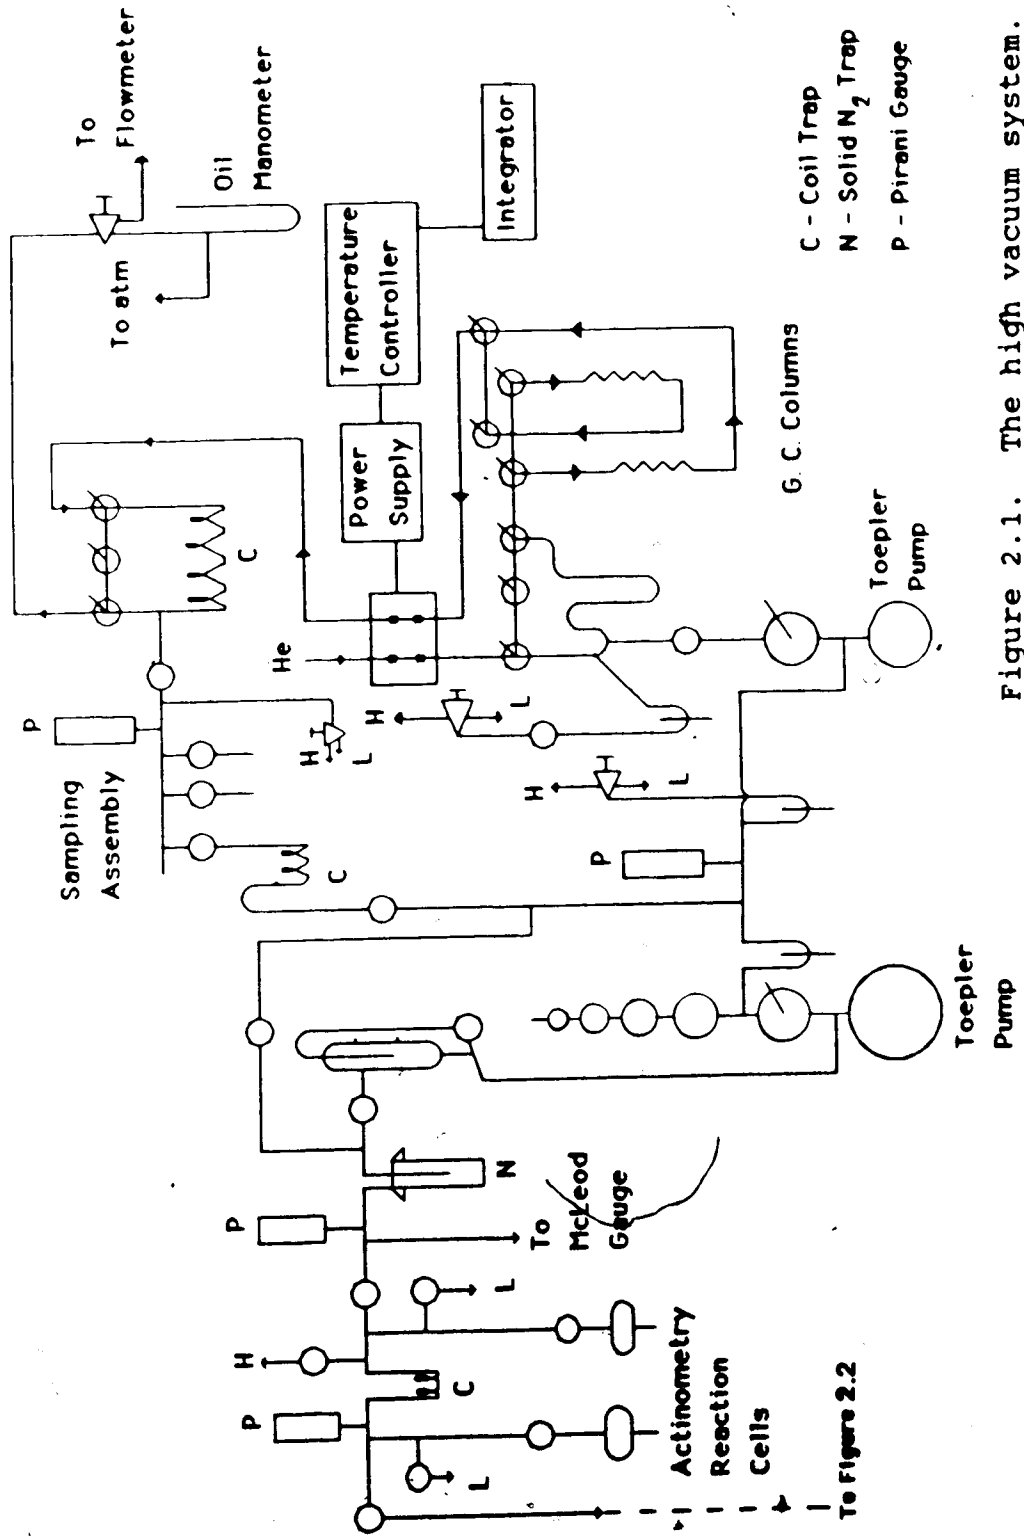 To
Flowmeter
Oil
Manometer
To atm
Temperature
Controller
Integrator
Power
Supply
C
He
P
Sampling
Assembly
H
L
H
L
C
H
L
P
G. C. Columns
Toepler
Pump
C - Coil Trap
N - Solid N₂ Trap
P - Pirani Gauge
P
N
To
McLeod
Gauge
Toepler
Pump
H
L
P
C
L
Actinometry
Reaction
Cells
To Figure 2.2
Figure 2.1. The high vacuum system.